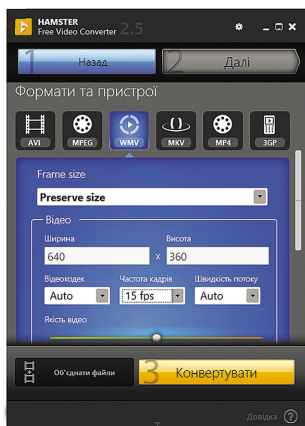 HAMSTER
Free Video Converter 2.5
1 Назад
2 Далі
Формати та пристрої
AVI MPEG WMV MKV MP4 3GP
Frame size
Preserve size
Відео
Ширина Висота
640 x 360
Відеокодек Частота кадрів Швидкість потоку
Auto 15 fps Auto
Якість відео
Об'єднати файли
3 Конвертувати
Довідка ?